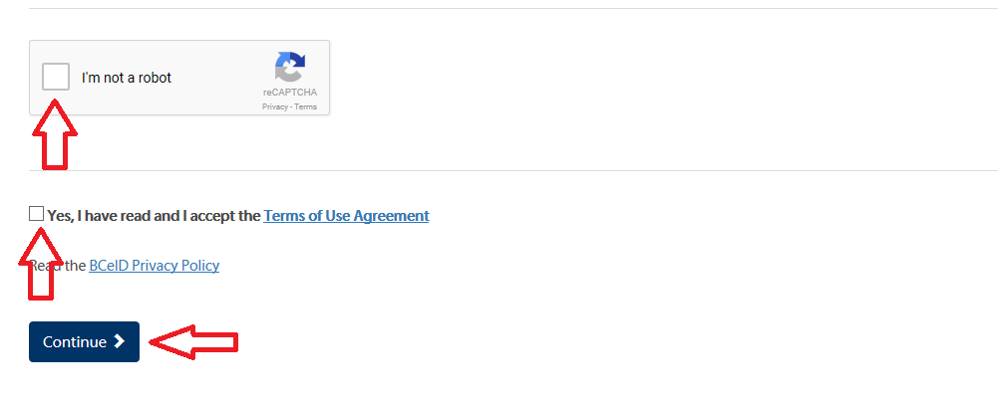 I'm not a robot
reCAPTCHA
Privacy - Terms
Yes, I have read and I accept the Terms of Use Agreement
Read the BCeID Privacy Policy
Continue